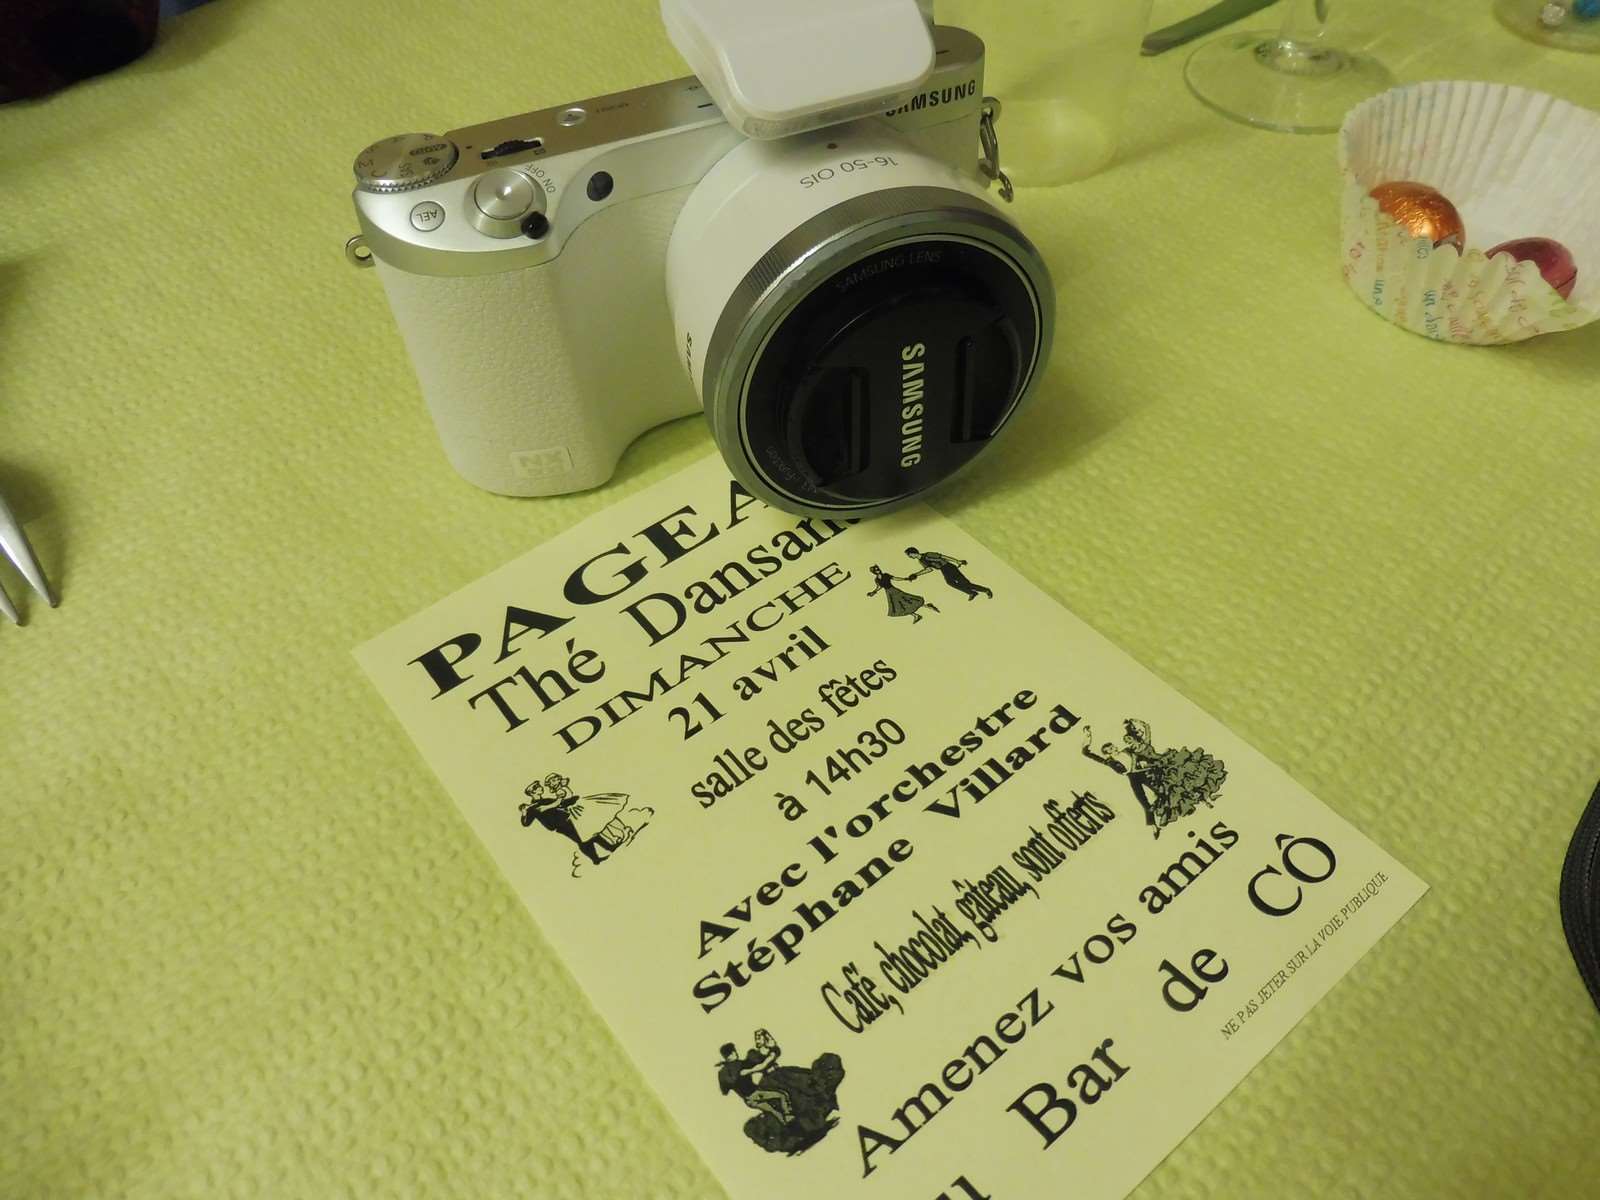 SAMSUNG
16-50 OIS
ON OFF
AEL
SAMSUNG LENS
SAMSUNG
NX
PAGEA
Thé Dansant
DIMANCHE
21 avril
salle des fêtes
à 14h30
Avec l'orchestre
Stéphane Villard
Café, chocolat, gâteau, sont offerts
Amenez vos amis
Bar de CÔ
NE PAS JETER SUR LA VOIE PUBLIQUE